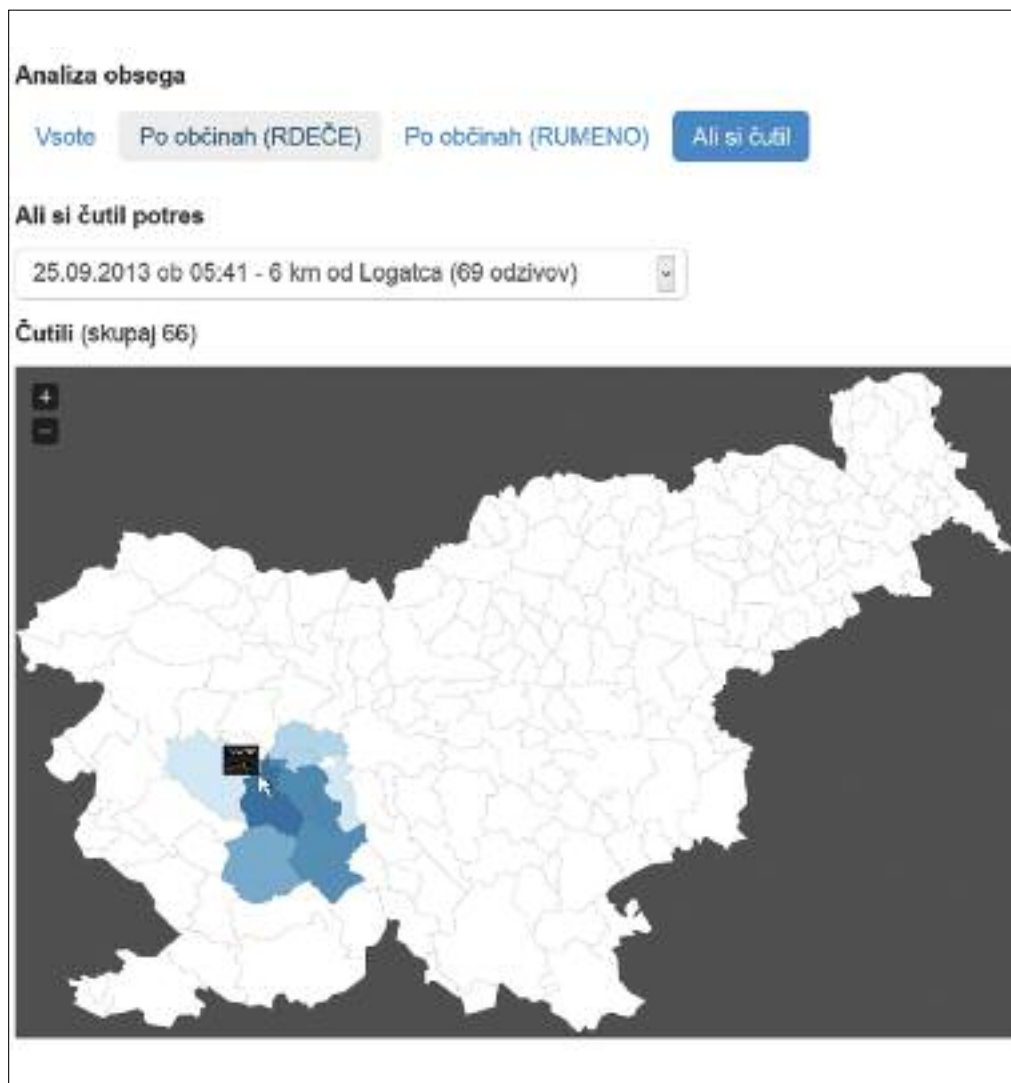 Analiza obsega
Vsote Po občinah (RDEČE) Po občinah (RUMENO) Ali si čutil
Ali si čutil potres
25.09.2013 ob 05:41 - 6 km od Logatca (69 odzivov)
Čutili (skupaj 66)
+
−